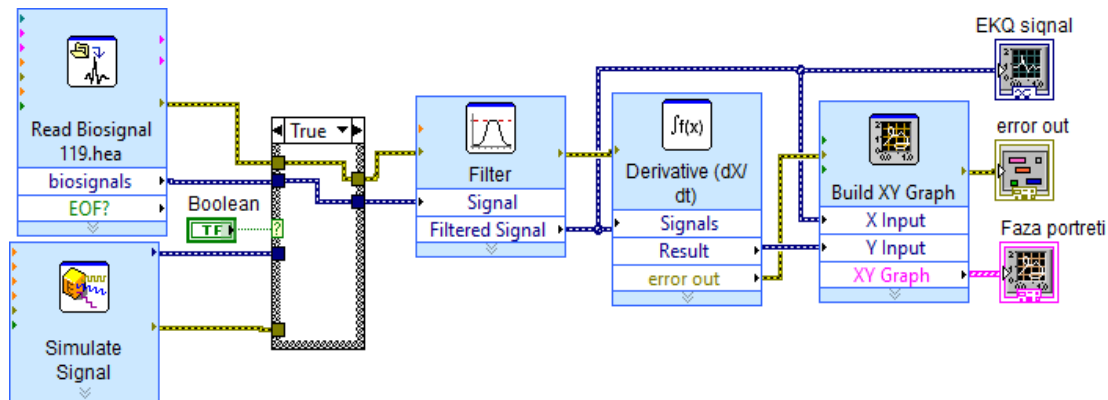 Read Biosignal
119.hea
biosignals
EOF?
Boolean
TF
?
Simulate
Signal
True
Filter
Signal
Filtered Signal
∫f(x)
Derivative (dX/
dt)
Signals
Result
error out
Build XY Graph
X Input
Y Input
XY Graph
EKQ siqnal
error out
Faza portreti